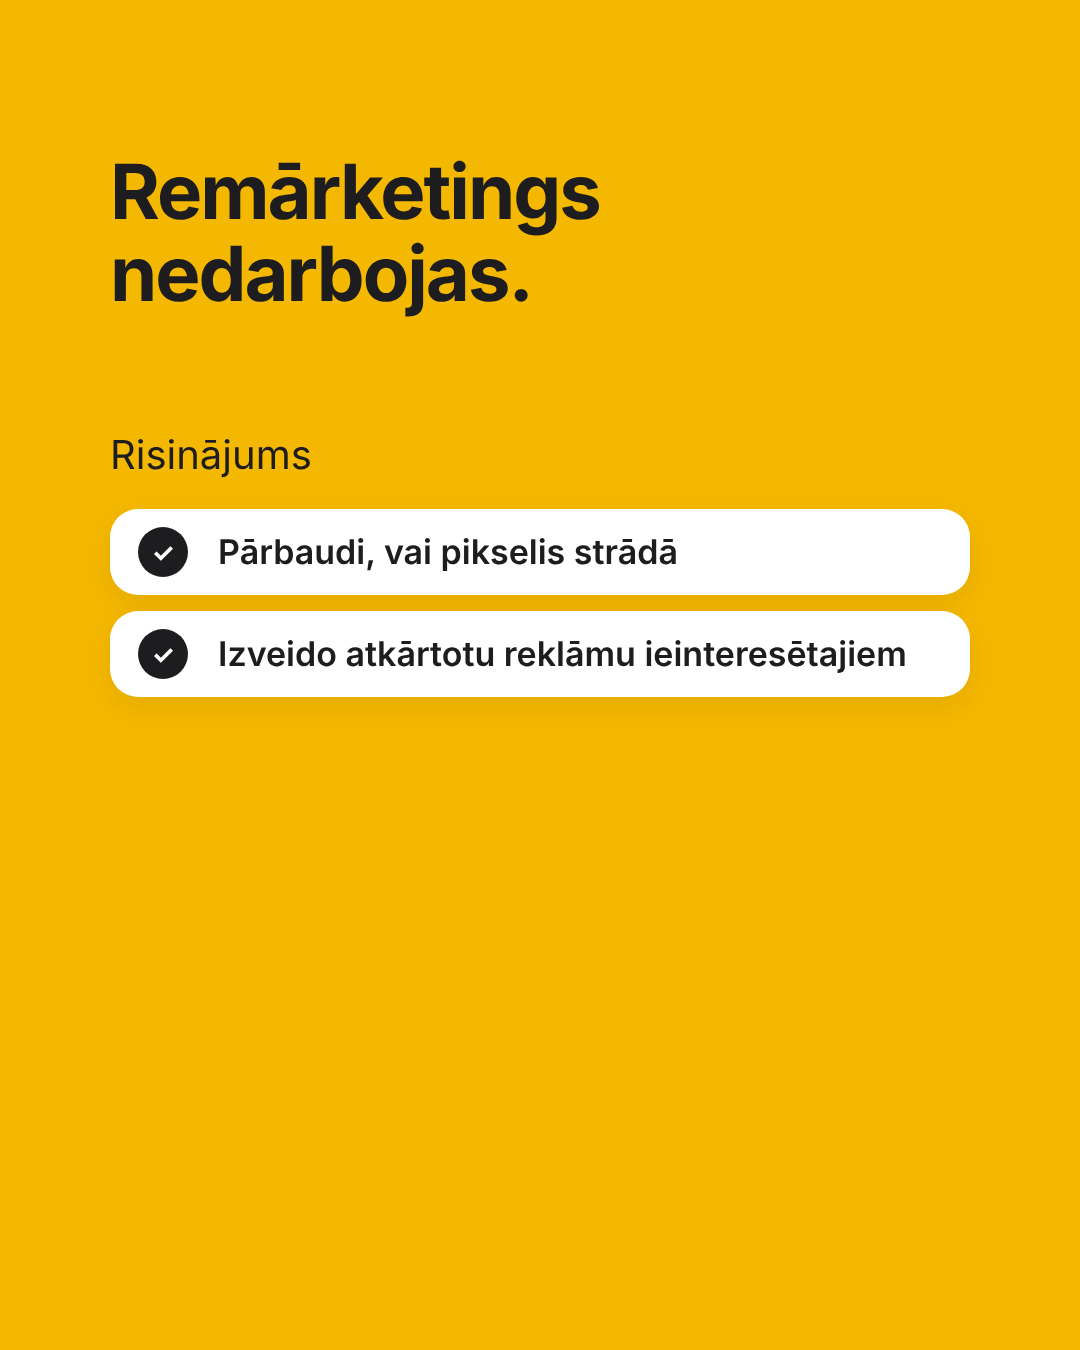 Remārketings
nedarbojas.
Risinājums
Pārbaudi, vai pikselis strādā
Izveido atkārtotu reklāmu ieinteresētajiem